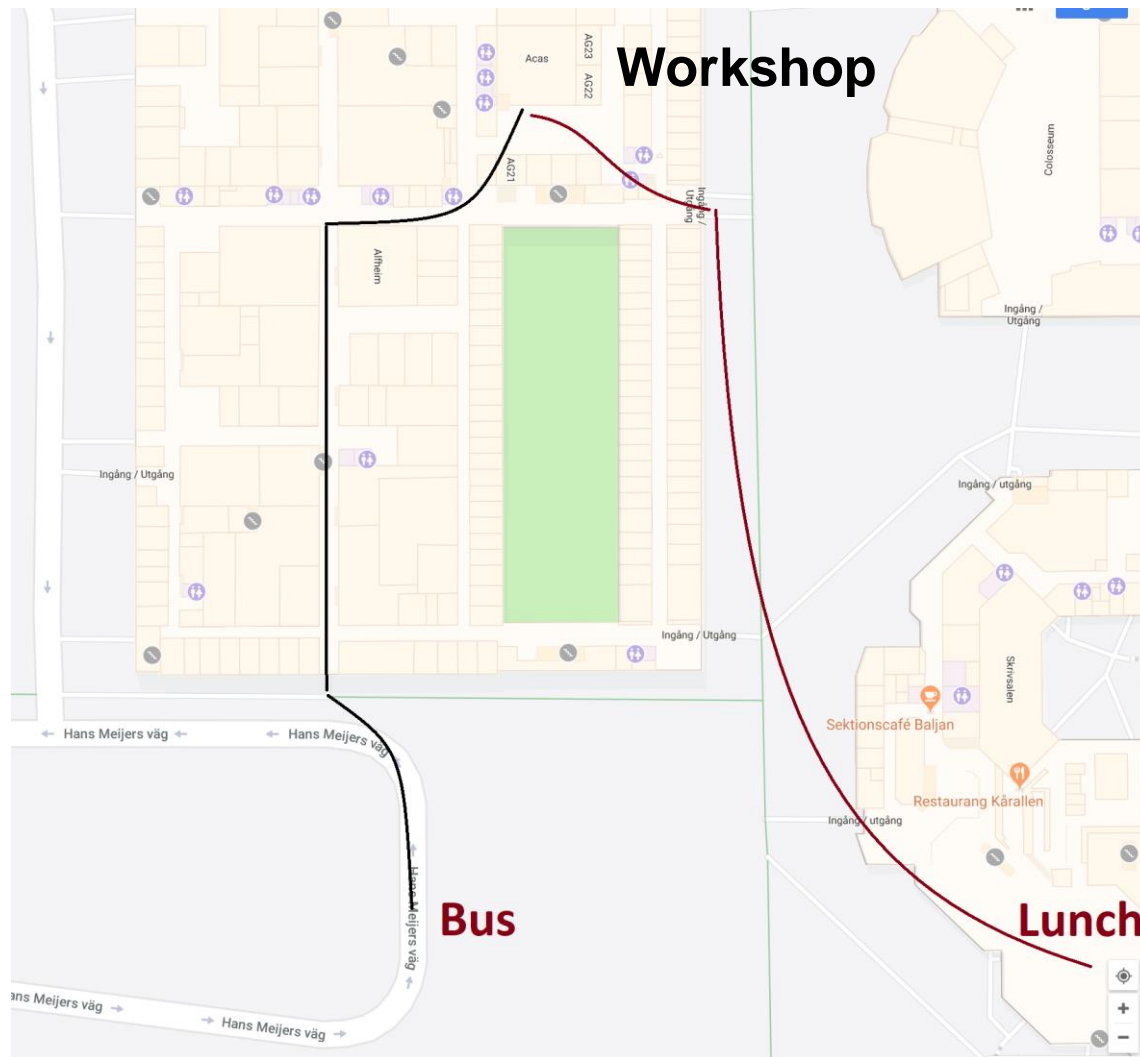 Workshop
Acas
AG23
AG22
AG21
Colosseum
Ingång /
Utgång
Ingång /
Utgång
Alfheim
Ingång / Utgång
Ingång / utgång
Ingång / Utgång
Skrivsalen
Sektionscafé Baljan
Restaurang Kårallen
Ingång / utgång
Hans Meijers väg
Hans Meijers väg
Hans Meijers väg
Bus
Lunch
ans Meijers väg
Hans Meijers väg